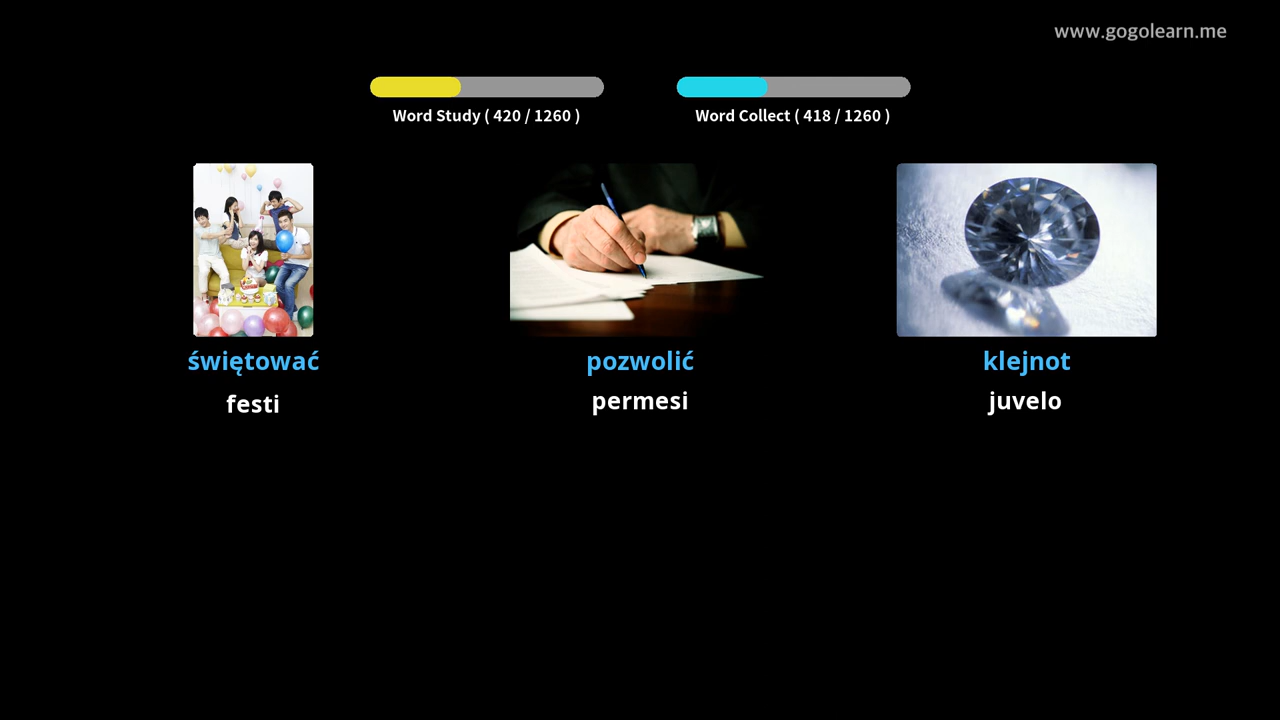 www.gogolearn.me
Word Study ( 420 / 1260 )
Word Collect ( 418 / 1260 )
świętować
pozwolić
klejnot
festi
permesi
juvelo